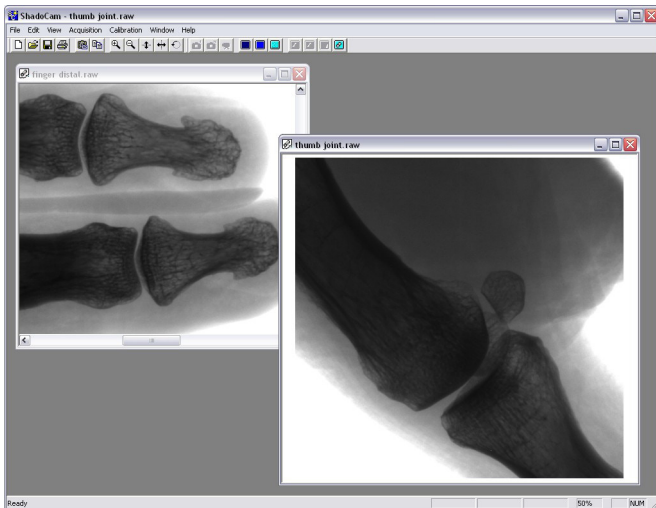 ShadoCam - thumb joint.raw
File Edit View Acquisition Calibration Window Help
finger distal.raw
thumb joint.raw
Ready
50%
NUM